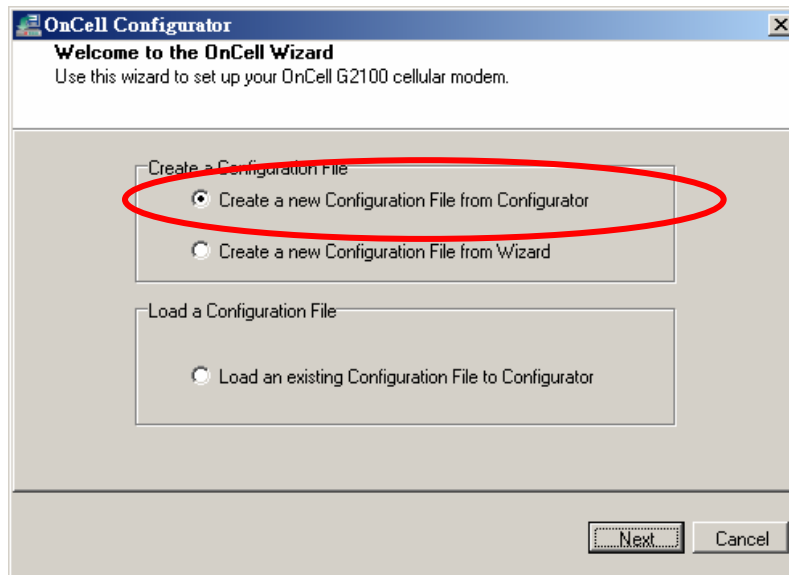 OnCell Configurator
Welcome to the OnCell Wizard
Use this wizard to set up your OnCell G2100 cellular modem.
Create a Configuration File
Create a new Configuration File from Configurator
Create a new Configuration File from Wizard
Load a Configuration File
Load an existing Configuration File to Configurator
Next
Cancel